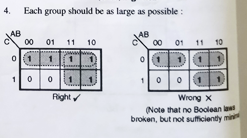 4. Each group should be as large as possible :
AB AB
C 00 01 11 10 C 00 01 11 10
0 1 1 1 1 0 1 1 1 1
1 0 0 1 1 1 0 0 1 1
Right ✓ Wrong ×
(Note that no Boolean laws
broken, but not sufficiently